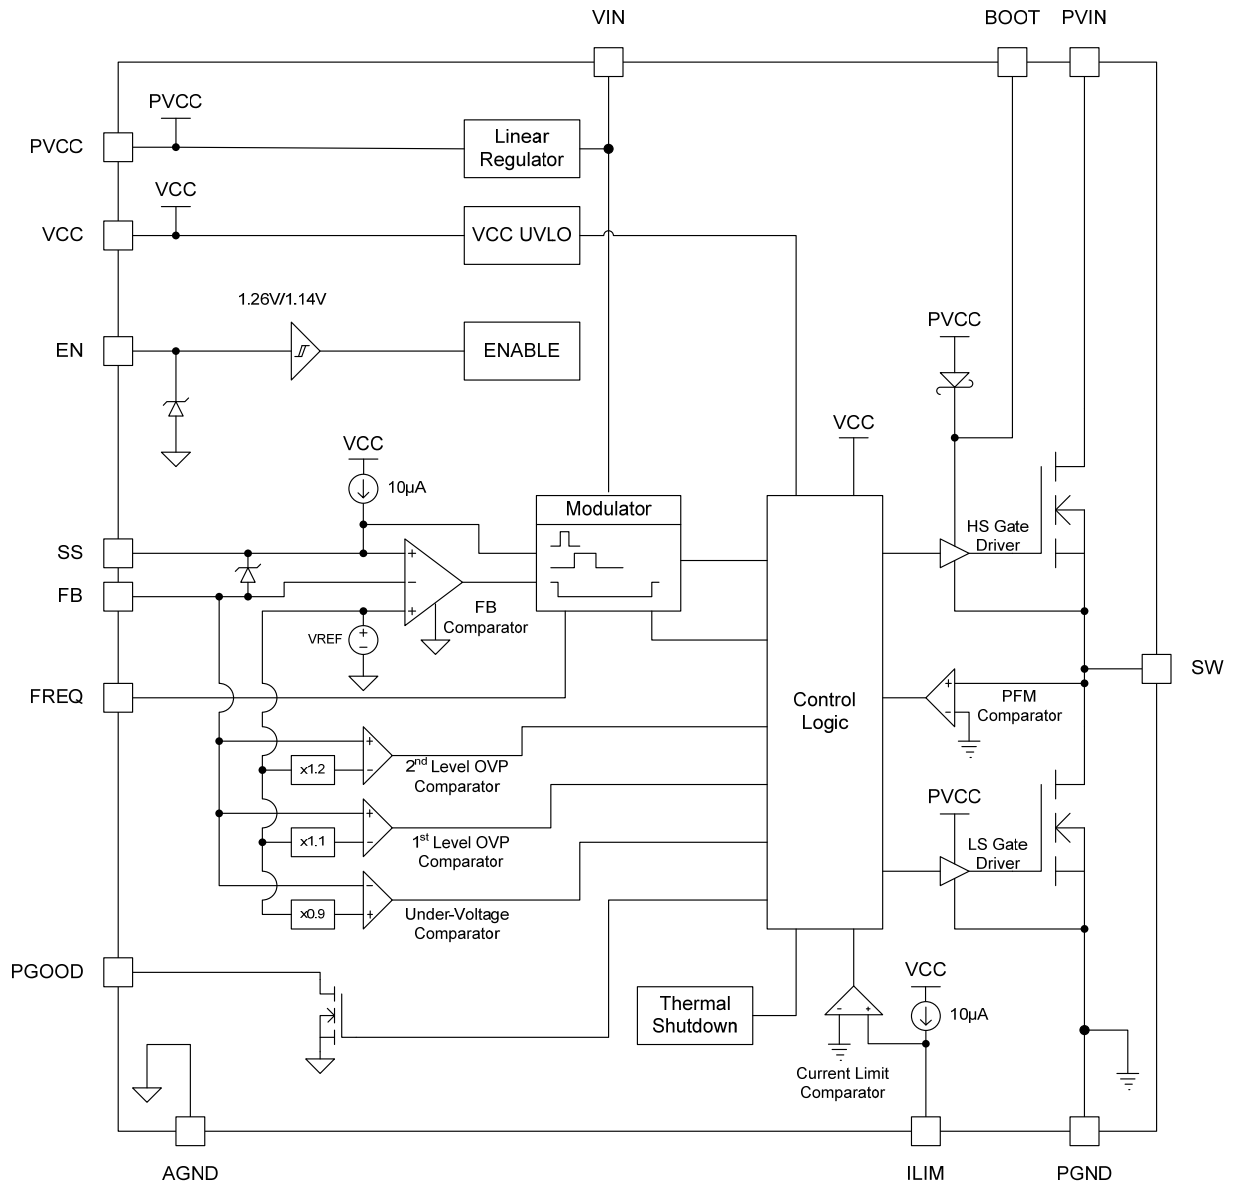 VIN
BOOT
PVIN
PVCC
PVCC
Linear
Regulator
VCC
VCC
VCC UVLO
1.26V/1.14V
EN
ENABLE
PVCC
VCC
VCC
10µA
Modulator
HS Gate
Driver
SS
+
FB
−
+
FB
Comparator
VREF
+
−
FREQ
Control
Logic
+
-
PFM
Comparator
SW
+
−
x1.2
2nd Level OVP
Comparator
PVCC
+
−
x1.1
1st Level OVP
Comparator
LS Gate
Driver
−
+
x0.9
Under-Voltage
Comparator
PGOOD
VCC
Thermal
Shutdown
-
+
10µA
Current Limit
Comparator
AGND
ILIM
PGND